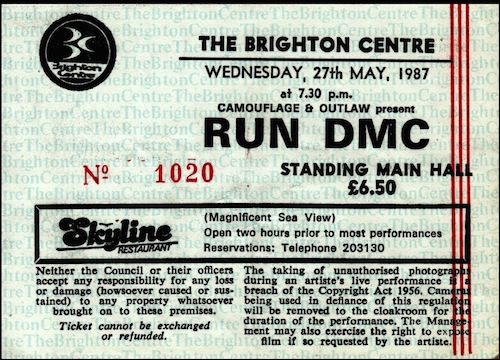 Brighton Centre
THE BRIGHTON CENTRE
WEDNESDAY, 27th MAY, 1987
at 7.30 p.m.
CAMOUFLAGE & OUTLAW present
RUN DMC
Nº 1020
STANDING MAIN HALL
£6.50
Skyline
RESTAURANT
(Magnificent Sea View)
Open two hours prior to most performances
Reservations: Telephone 203130
Neither the Council or their officers
accept any responsibility for any loss
or damage (howsoever caused or sus-
tained) to any property whatsoever
brought on to these premises.
Ticket cannot be exchanged
or refunded.
The taking of unauthorised photograp
during an artiste's live performance is
breach of the Copyright Act 1956. Cameras
being used in defiance of this regulation
will be removed to the cloakroom for the
duration of the performance. The Manage-
ment may also exercise the right to expose
film if so requested by the artiste.